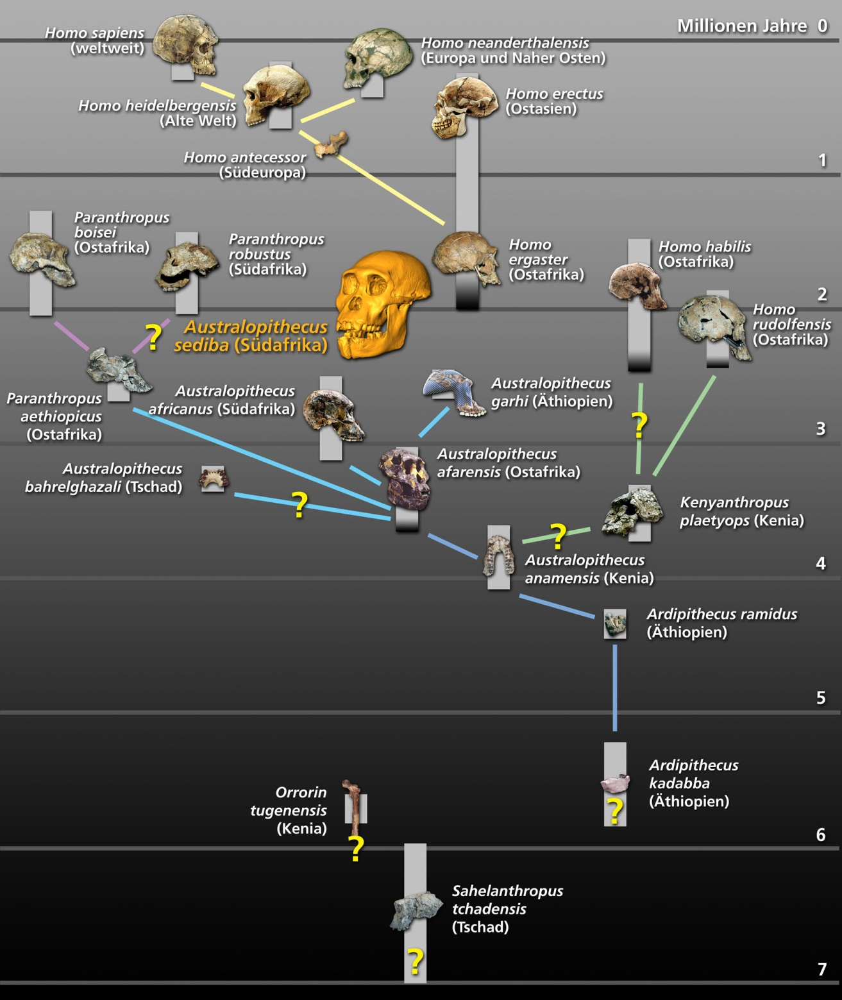 Millionen Jahre 0
Homo sapiens
(weltweit)
Homo neanderthalensis
(Europa und Naher Osten)
Homo heidelbergensis
(Alte Welt)
Homo erectus
(Ostasien)
Homo antecessor
(Südeuropa)
1
Paranthropus
boisei
(Ostafrika)
Paranthropus
robustus
(Südafrika)
Homo
ergaster
(Ostafrika)
Homo habilis
(Ostafrika)
2
Homo
rudolfensis
(Ostafrika)
?
Australopithecus
sediba (Südafrika)
Paranthropus
aethiopicus
(Ostafrika)
Australopithecus
africanus (Südafrika)
Australopithecus
garhi (Äthiopien)
?
3
Australopithecus
bahrelghazali (Tschad)
?
Australopithecus
afarensis (Ostafrika)
Kenyanthropus
plaetyops (Kenia)
?
Australopithecus
anamensis (Kenia)
4
Ardipithecus ramidus
(Äthiopien)
5
Ardipithecus
kadabba
(Äthiopien)
?
Orrorin
tugenensis
(Kenia)
?
6
Sahelanthropus
tchadensis
(Tschad)
?
7